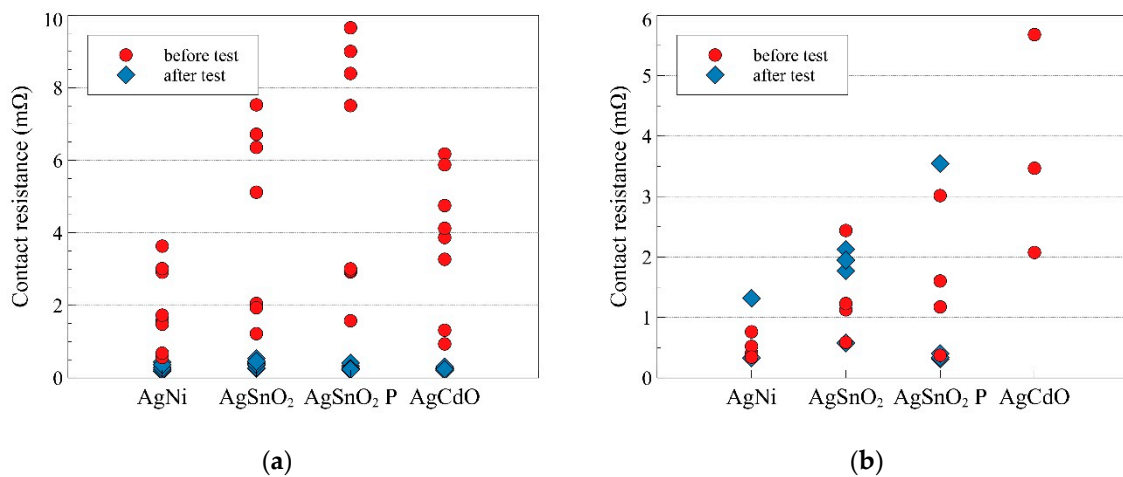 10
8
6
4
2
0
Contact resistance (mΩ)
before test
after test
AgNi
AgSnO₂
AgSnO₂ P
AgCdO
(a)
6
5
4
3
2
1
0
Contact resistance (mΩ)
before test
after test
AgNi
AgSnO₂
AgSnO₂ P
AgCdO
(b)